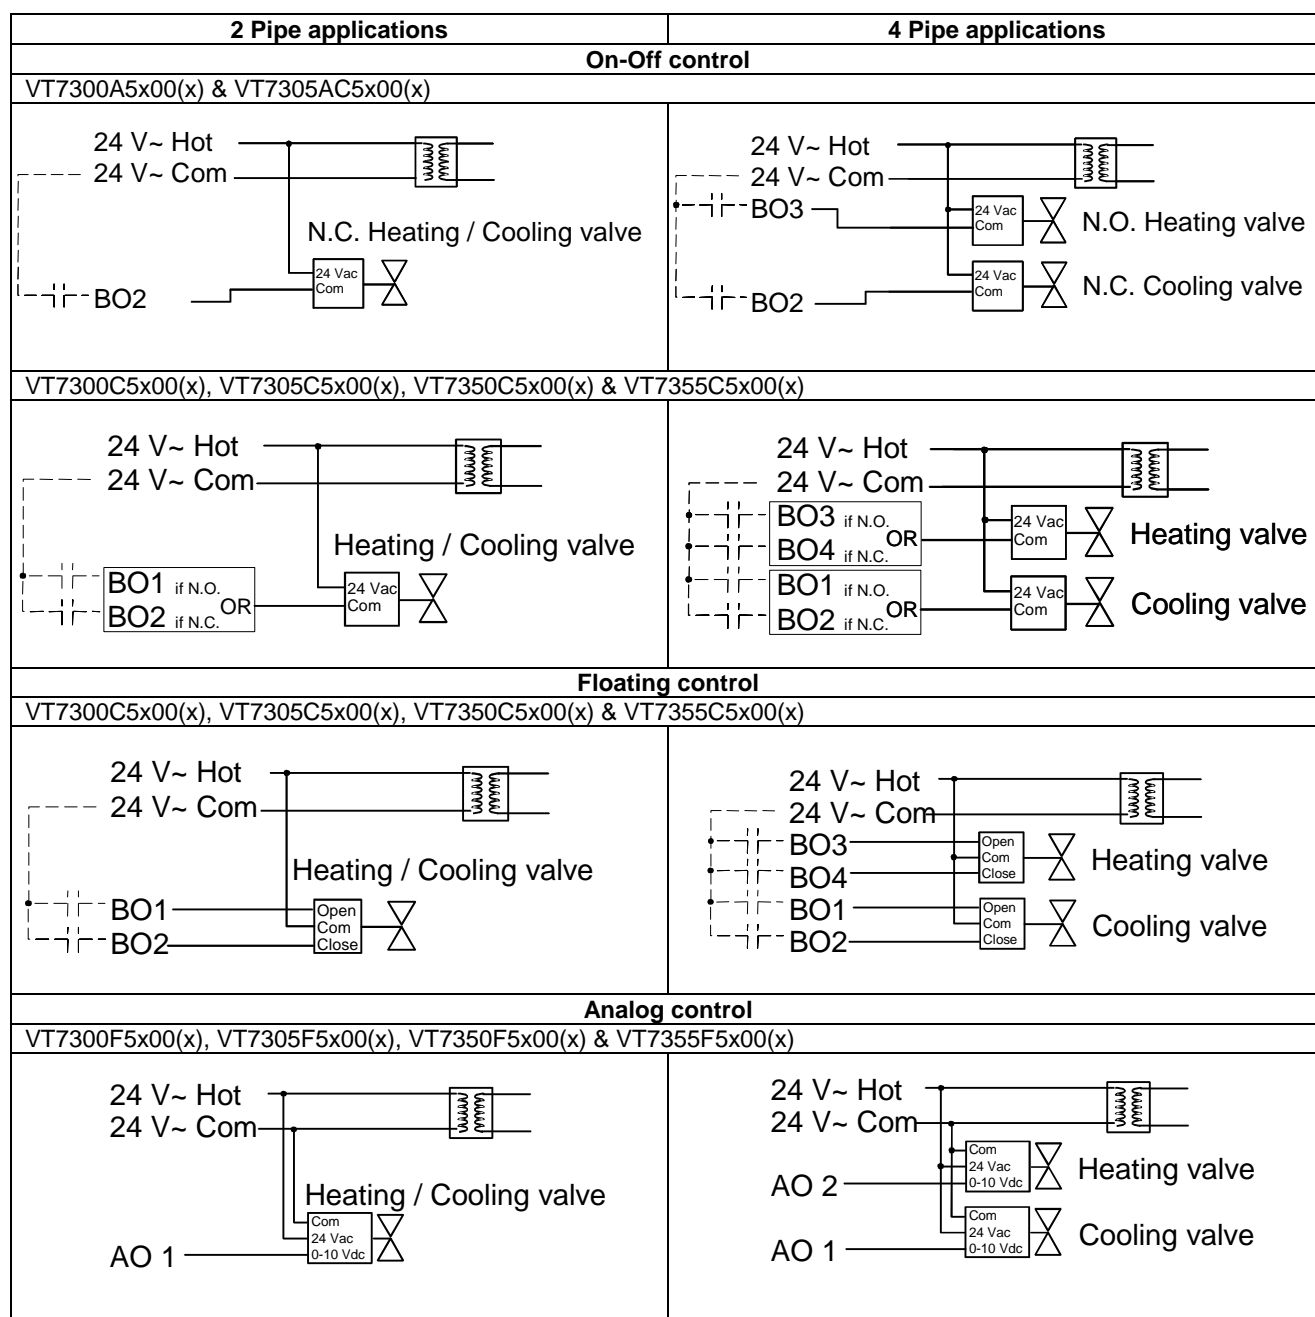 2 Pipe applications
4 Pipe applications
On-Off control
VT7300A5x00(x) & VT7305AC5x00(x)
24 V~ Hot
24 V~ Com
N.C. Heating / Cooling valve
24 Vac
Com
BO2
24 V~ Hot
24 V~ Com
BO3
24 Vac
Com
N.O. Heating valve
BO2
24 Vac
Com
N.C. Cooling valve
VT7300C5x00(x), VT7305C5x00(x), VT7350C5x00(x) & VT7355C5x00(x)
24 V~ Hot
24 V~ Com
Heating / Cooling valve
BO1 if N.O.
OR
BO2 if N.C.
24 Vac
Com
24 V~ Hot
24 V~ Com
BO3 if N.O.
OR
BO4 if N.C.
24 Vac
Com
Heating valve
BO1 if N.O.
OR
BO2 if N.C.
24 Vac
Com
Cooling valve
Floating control
VT7300C5x00(x), VT7305C5x00(x), VT7350C5x00(x) & VT7355C5x00(x)
24 V~ Hot
24 V~ Com
Heating / Cooling valve
BO1
BO2
Open
Com
Close
24 V~ Hot
24 V~ Com
BO3
BO4
Open
Com
Close
Heating valve
BO1
BO2
Open
Com
Close
Cooling valve
Analog control
VT7300F5x00(x), VT7305F5x00(x), VT7350F5x00(x) & VT7355F5x00(x)
24 V~ Hot
24 V~ Com
Heating / Cooling valve
Com
24 Vac
0-10 Vdc
AO 1
24 V~ Hot
24 V~ Com
AO 2
Com
24 Vac
0-10 Vdc
Heating valve
AO 1
Com
24 Vac
0-10 Vdc
Cooling valve